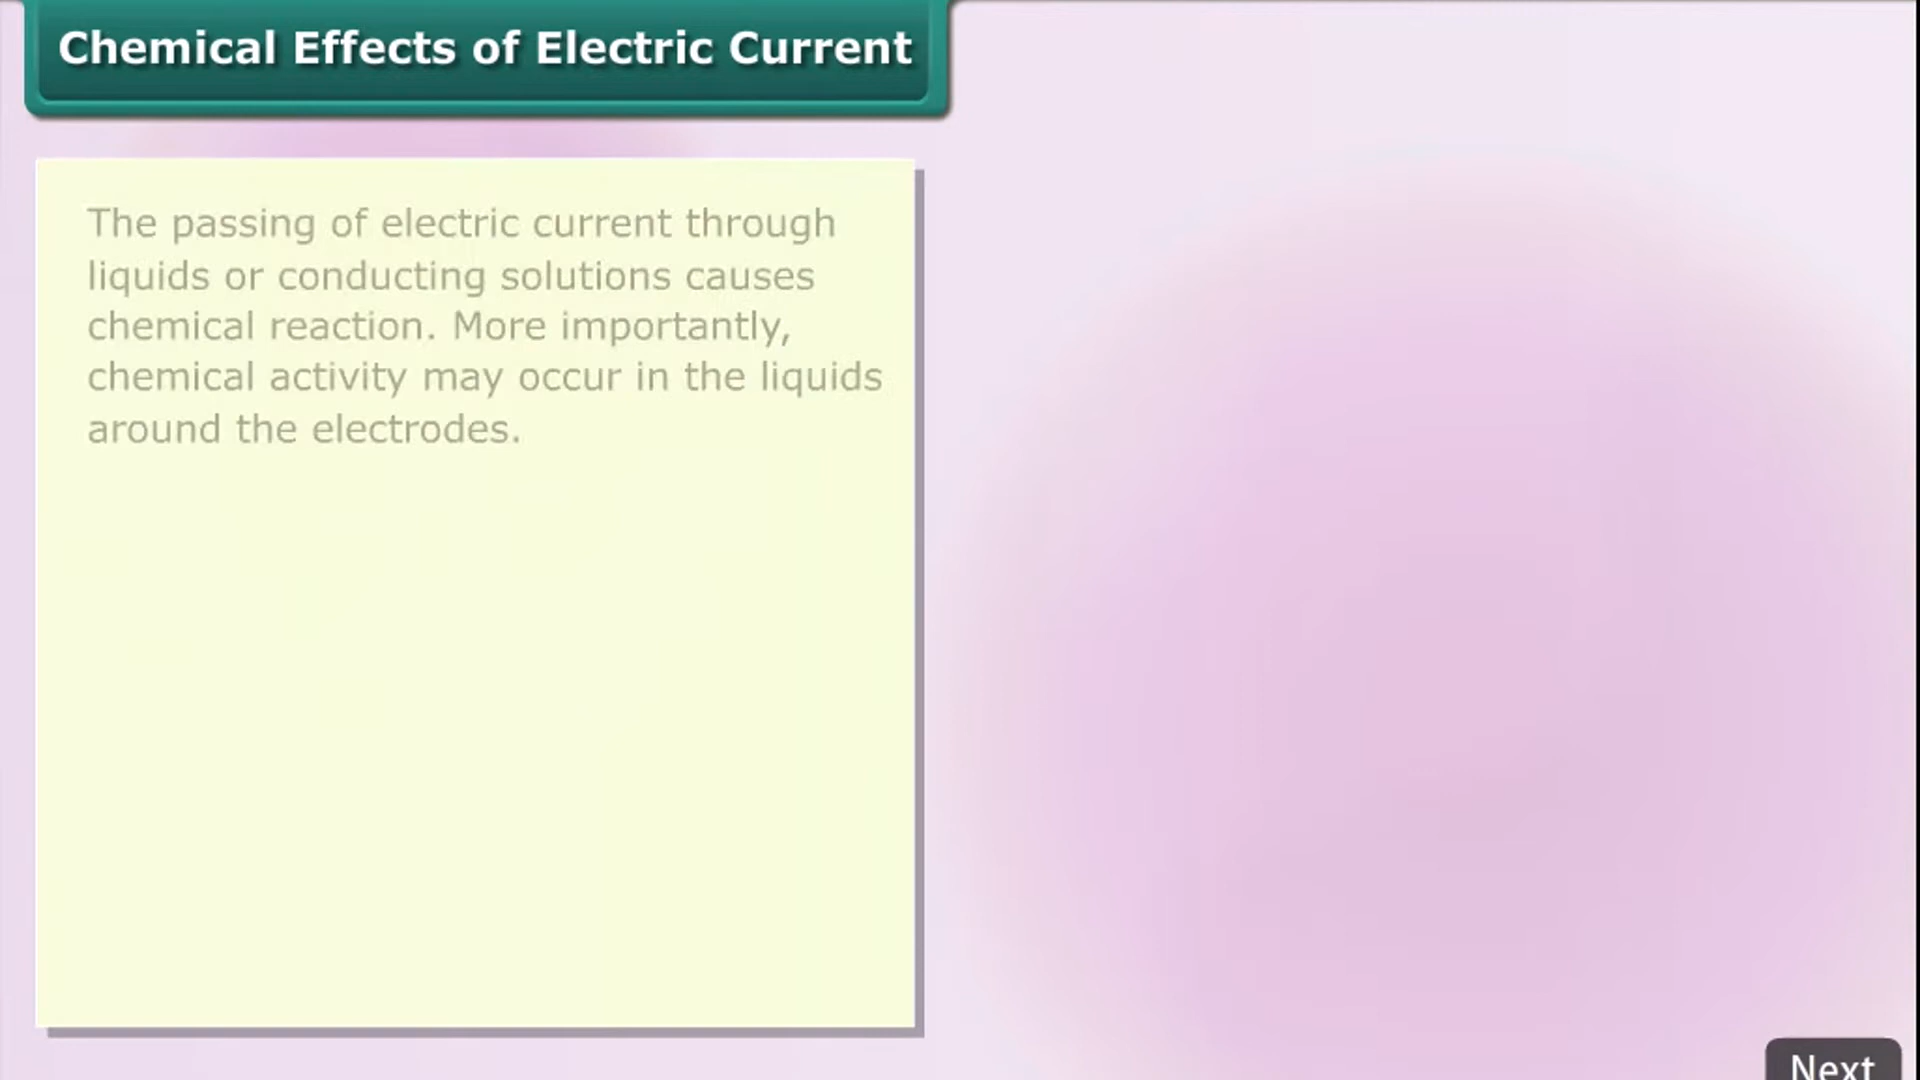 Chemical Effects of Electric Current
The passing of electric current through
liquids or conducting solutions causes
chemical reaction. More importantly,
chemical activity may occur in the liquids
around the electrodes.
Next